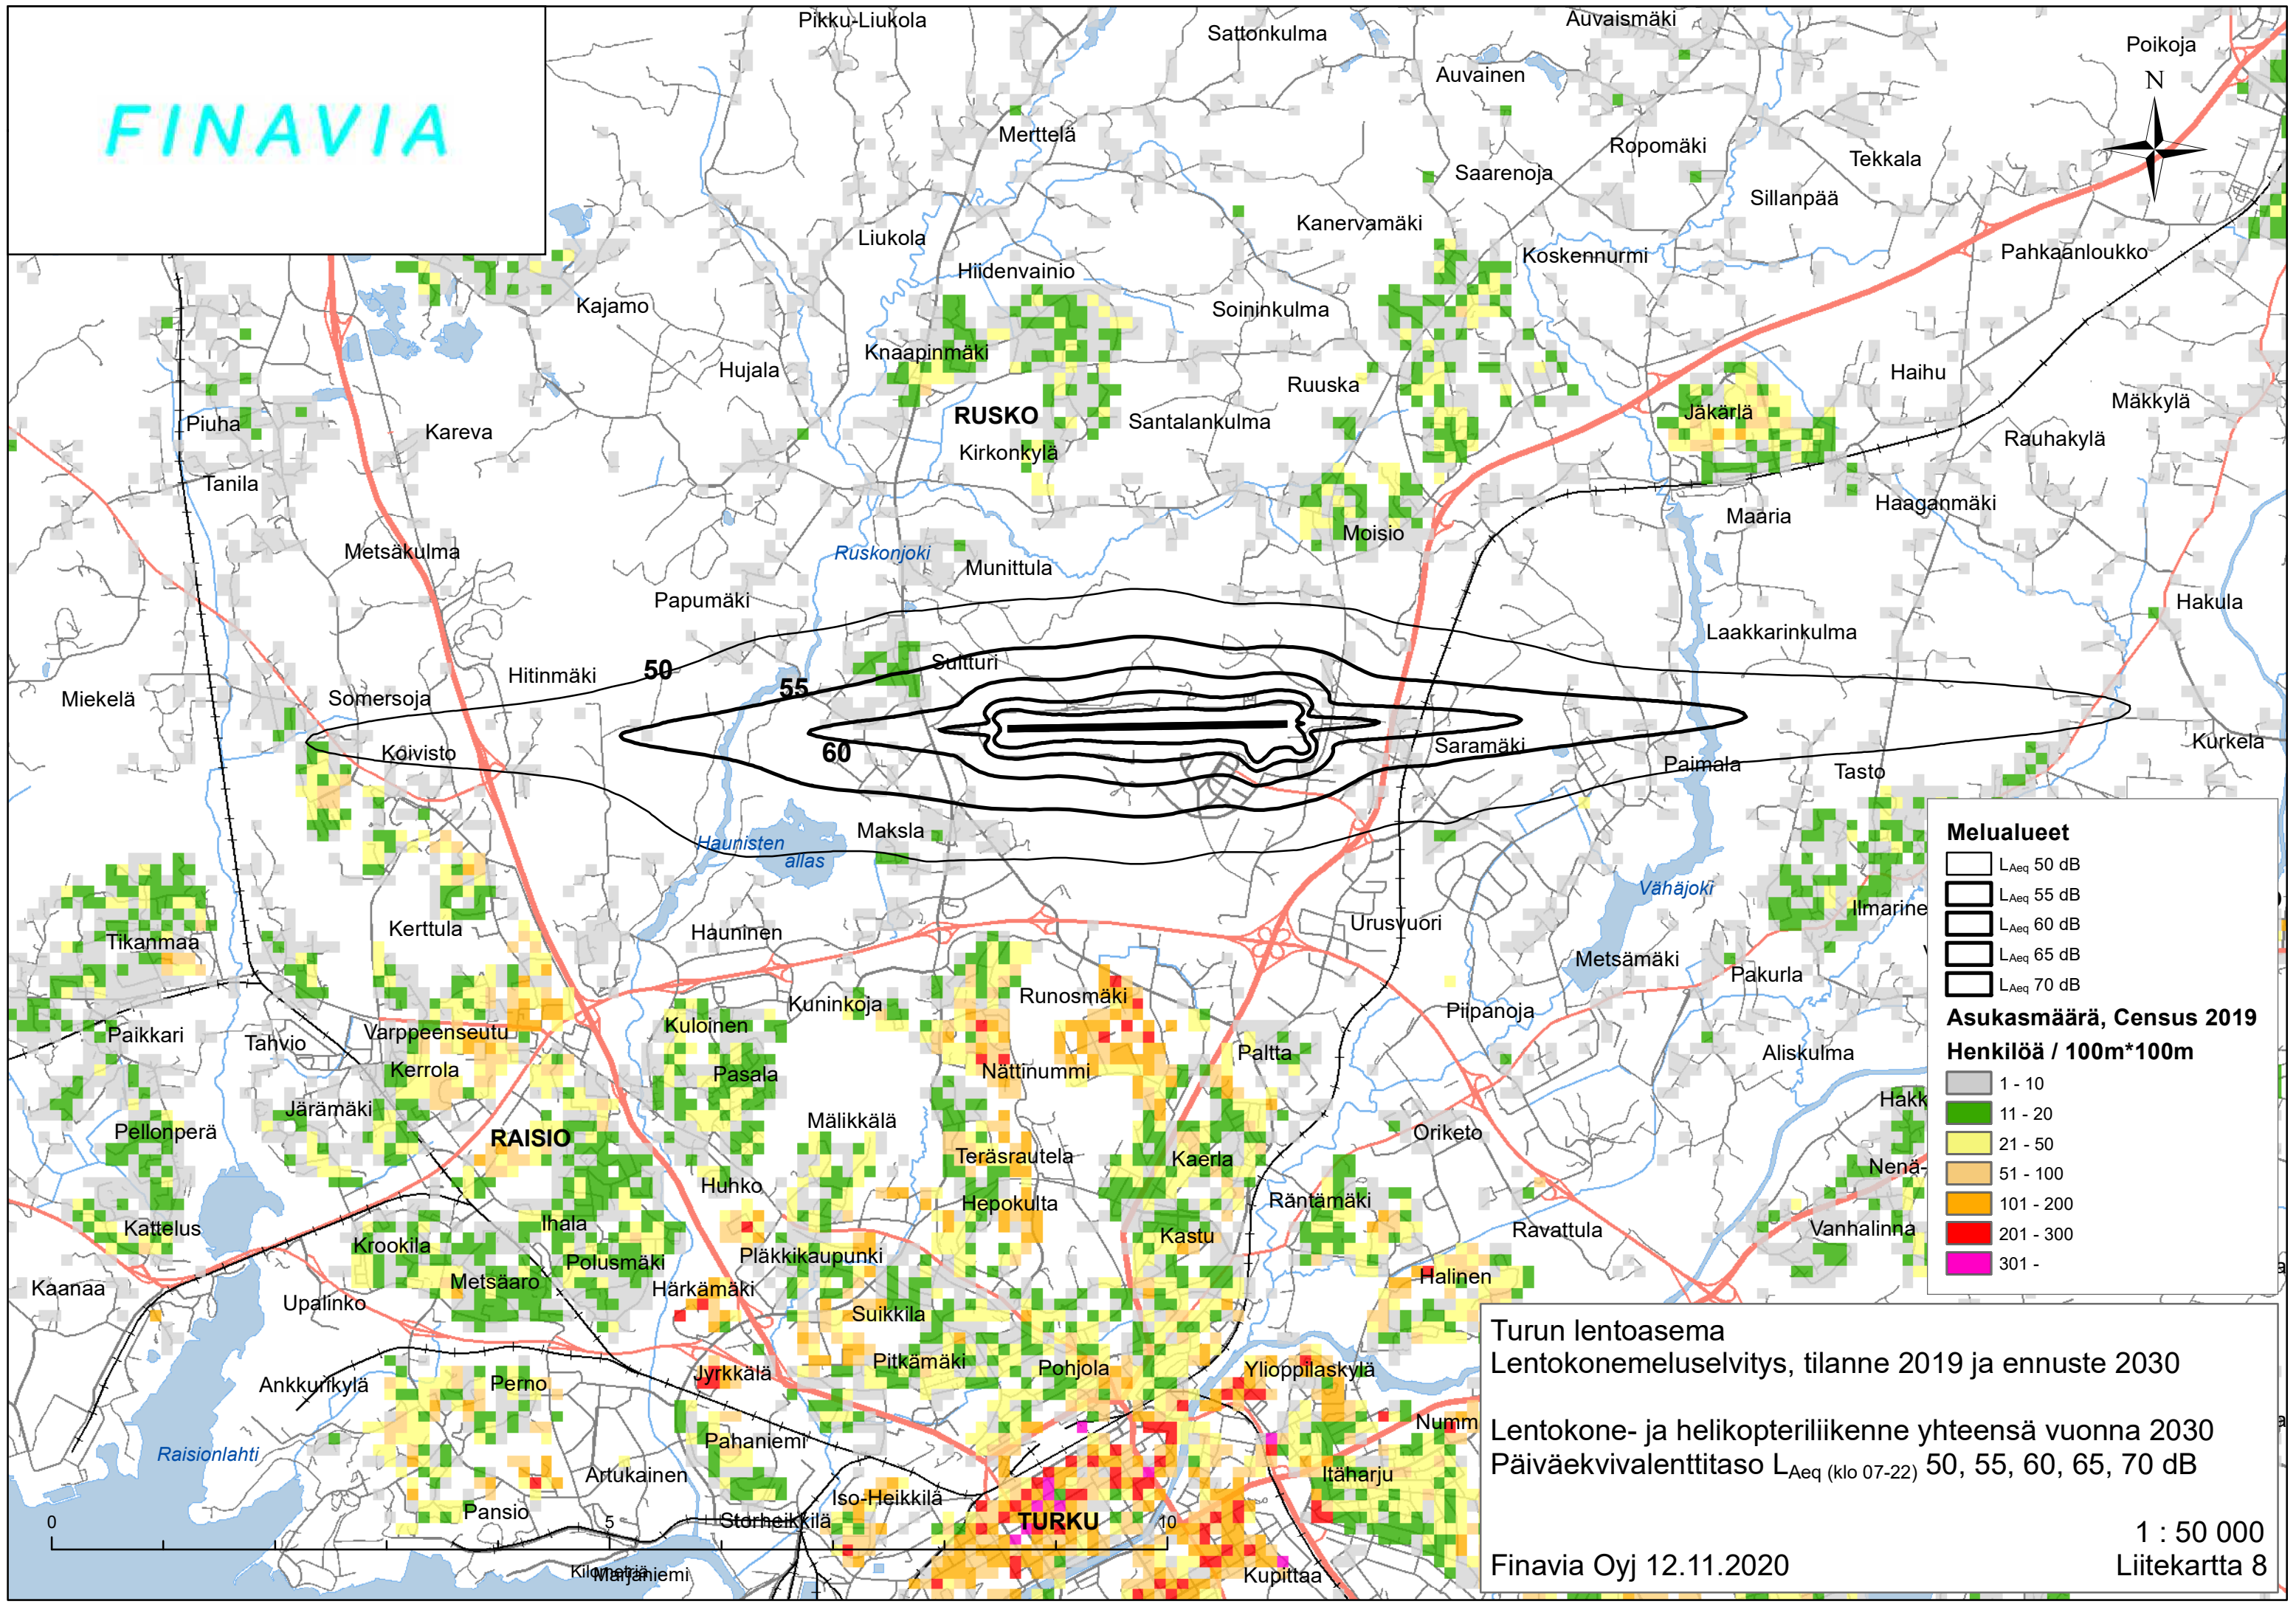 FINAVIA
Pikku-Liukola
Sattonkulma
Auvaismäki
Poikoja
Auvainen
N
Merttelä
Ropomäki
Tekkala
Saarenoja
Sillanpää
Kanervamäki
Liukola
Koskennurmi
Pahkaanloukko
Hiidenvainio
Kajamo
Soininkulma
Knaapinmäki
Hujala
Ruuska
Haihu
Mäkkylä
Jäkärlä
RUSKO
Santalankulma
Piuha
Kareva
Rauhakylä
Kirkonkylä
Tanila
Haaganmäki
Maaria
Moisio
Metsäkulma
Ruskonjoki
Munittula
Papumäki
Hakula
Laakkarinkulma
Suitturi
50
Hitinmäki
55
Miekelä
Somersoja
Koivisto
60
Saramäki
Kurkela
Paimala
Tasto
Maksla
Haunisten
allas
Vähäjoki
Ilmarine
Kerttula
Hauninen
Urusvuori
Tikanmaa
Metsämäki
Pakurla
Kuninkoja
Runosmäki
Piipanoja
Kuloinen
Varppeenseutu
Paikkari
Tahvio
Paltta
Aliskulma
Kerrola
Pasala
Nättinummi
Järämäki
Mälikkälä
Hakk
Pellonperä
RAISIO
Oriketo
Teräsrautela
Kaerla
Nenä-
Huhko
Hepokulta
Räntämäki
Kattelus
Ihala
Kastu
Ravattula
Vanhalinna
Krookila
Pläkkikaupunki
Polusmäki
Metsäaro
Halinen
Kaanaa
Härkämäki
Upalinko
Suikkila
Pitkämäki
Pohjola
Ylioppilaskylä
Jyrkkälä
Ankkurikylä
Perno
Numm
Pahaniemi
Raisionlahti
Artukainen
Itäharju
Iso-Heikkilä
Pansio
Storheikkilä
TURKU
0
5
10
Kilometriä
Marjaniemi
Kupittaa
Melualueet
LAeq 50 dB
LAeq 55 dB
LAeq 60 dB
LAeq 65 dB
LAeq 70 dB
Asukasmäärä, Census 2019
Henkilöä / 100m*100m
1 - 10
11 - 20
21 - 50
51 - 100
101 - 200
201 - 300
301 -
Turun lentoasema
Lentokonemeluselvitys, tilanne 2019 ja ennuste 2030
Lentokone- ja helikopteriliikenne yhteensä vuonna 2030
Päiväekvivalenttitaso LAeq (klo 07-22) 50, 55, 60, 65, 70 dB
1 : 50 000
Finavia Oyj 12.11.2020
Liitekartta 8